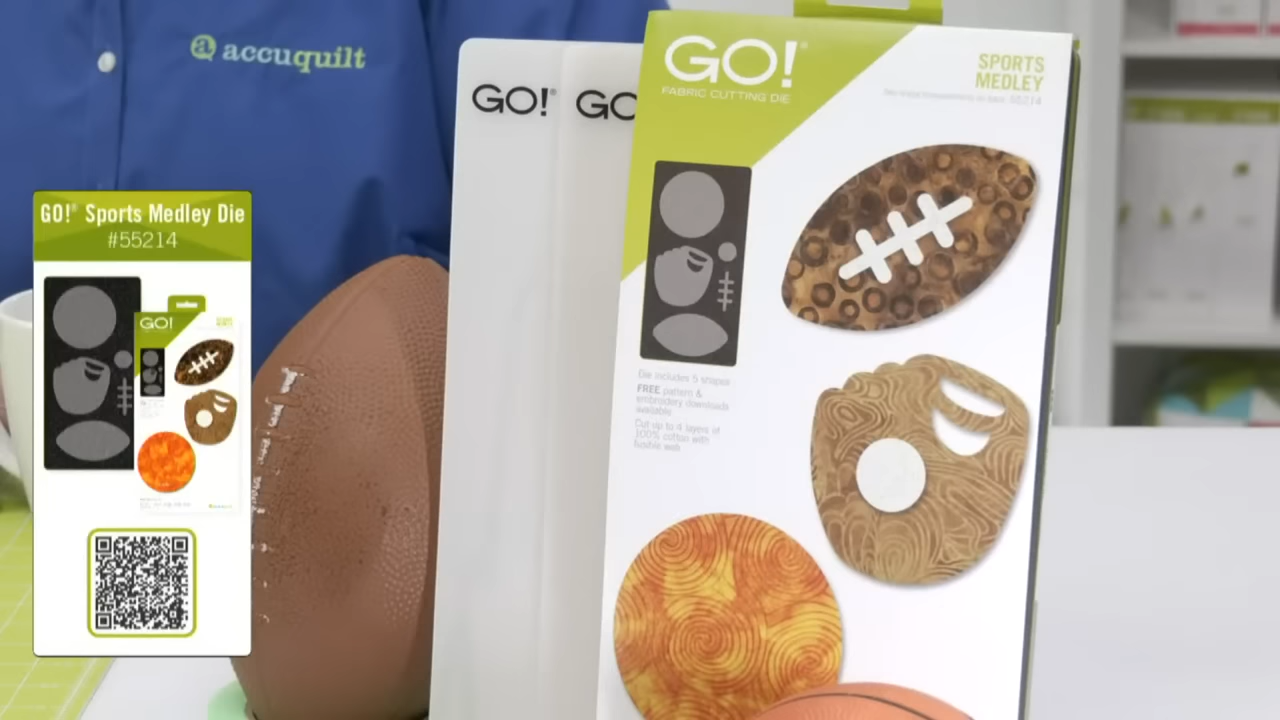 accuquilt
GO!®
GO
GO!®
FABRIC CUTTING DIE
SPORTS
MEDLEY
55214
Die includes 5 shapes
FREE pattern &
embroidery downloads
available
Cut up to 4 layers of
100% cotton with
fusible web
GO!® Sports Medley Die
#55214
GO!